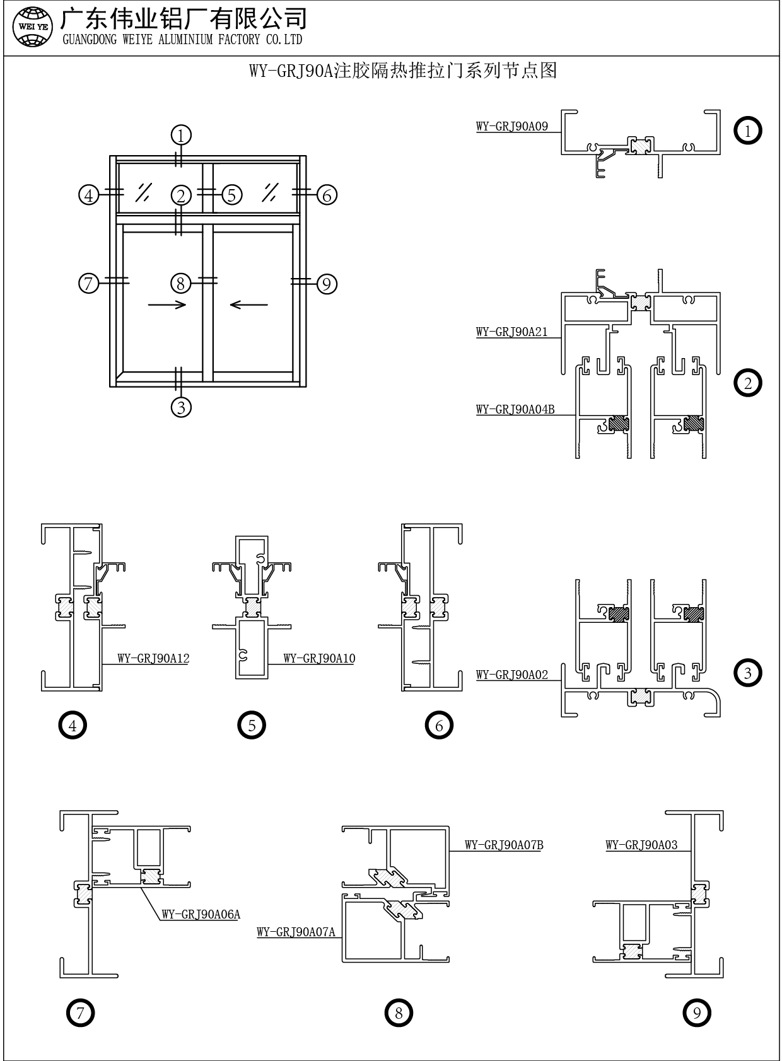 WEI YE
广东伟业铝厂有限公司
GUANGDONG WEIYE ALUMINIUM FACTORY CO.LTD
WY-GRJ90A注胶隔热推拉门系列节点图
①
④
②
⑤
⑥
⑦
⑧
⑨
③
WY-GRJ90A09
1
WY-GRJ90A21
WY-GRJ90A04B
2
WY-GRJ90A12
4
WY-GRJ90A10
5
6
WY-GRJ90A02
3
WY-GRJ90A06A
7
WY-GRJ90A07B
WY-GRJ90A07A
8
WY-GRJ90A03
9